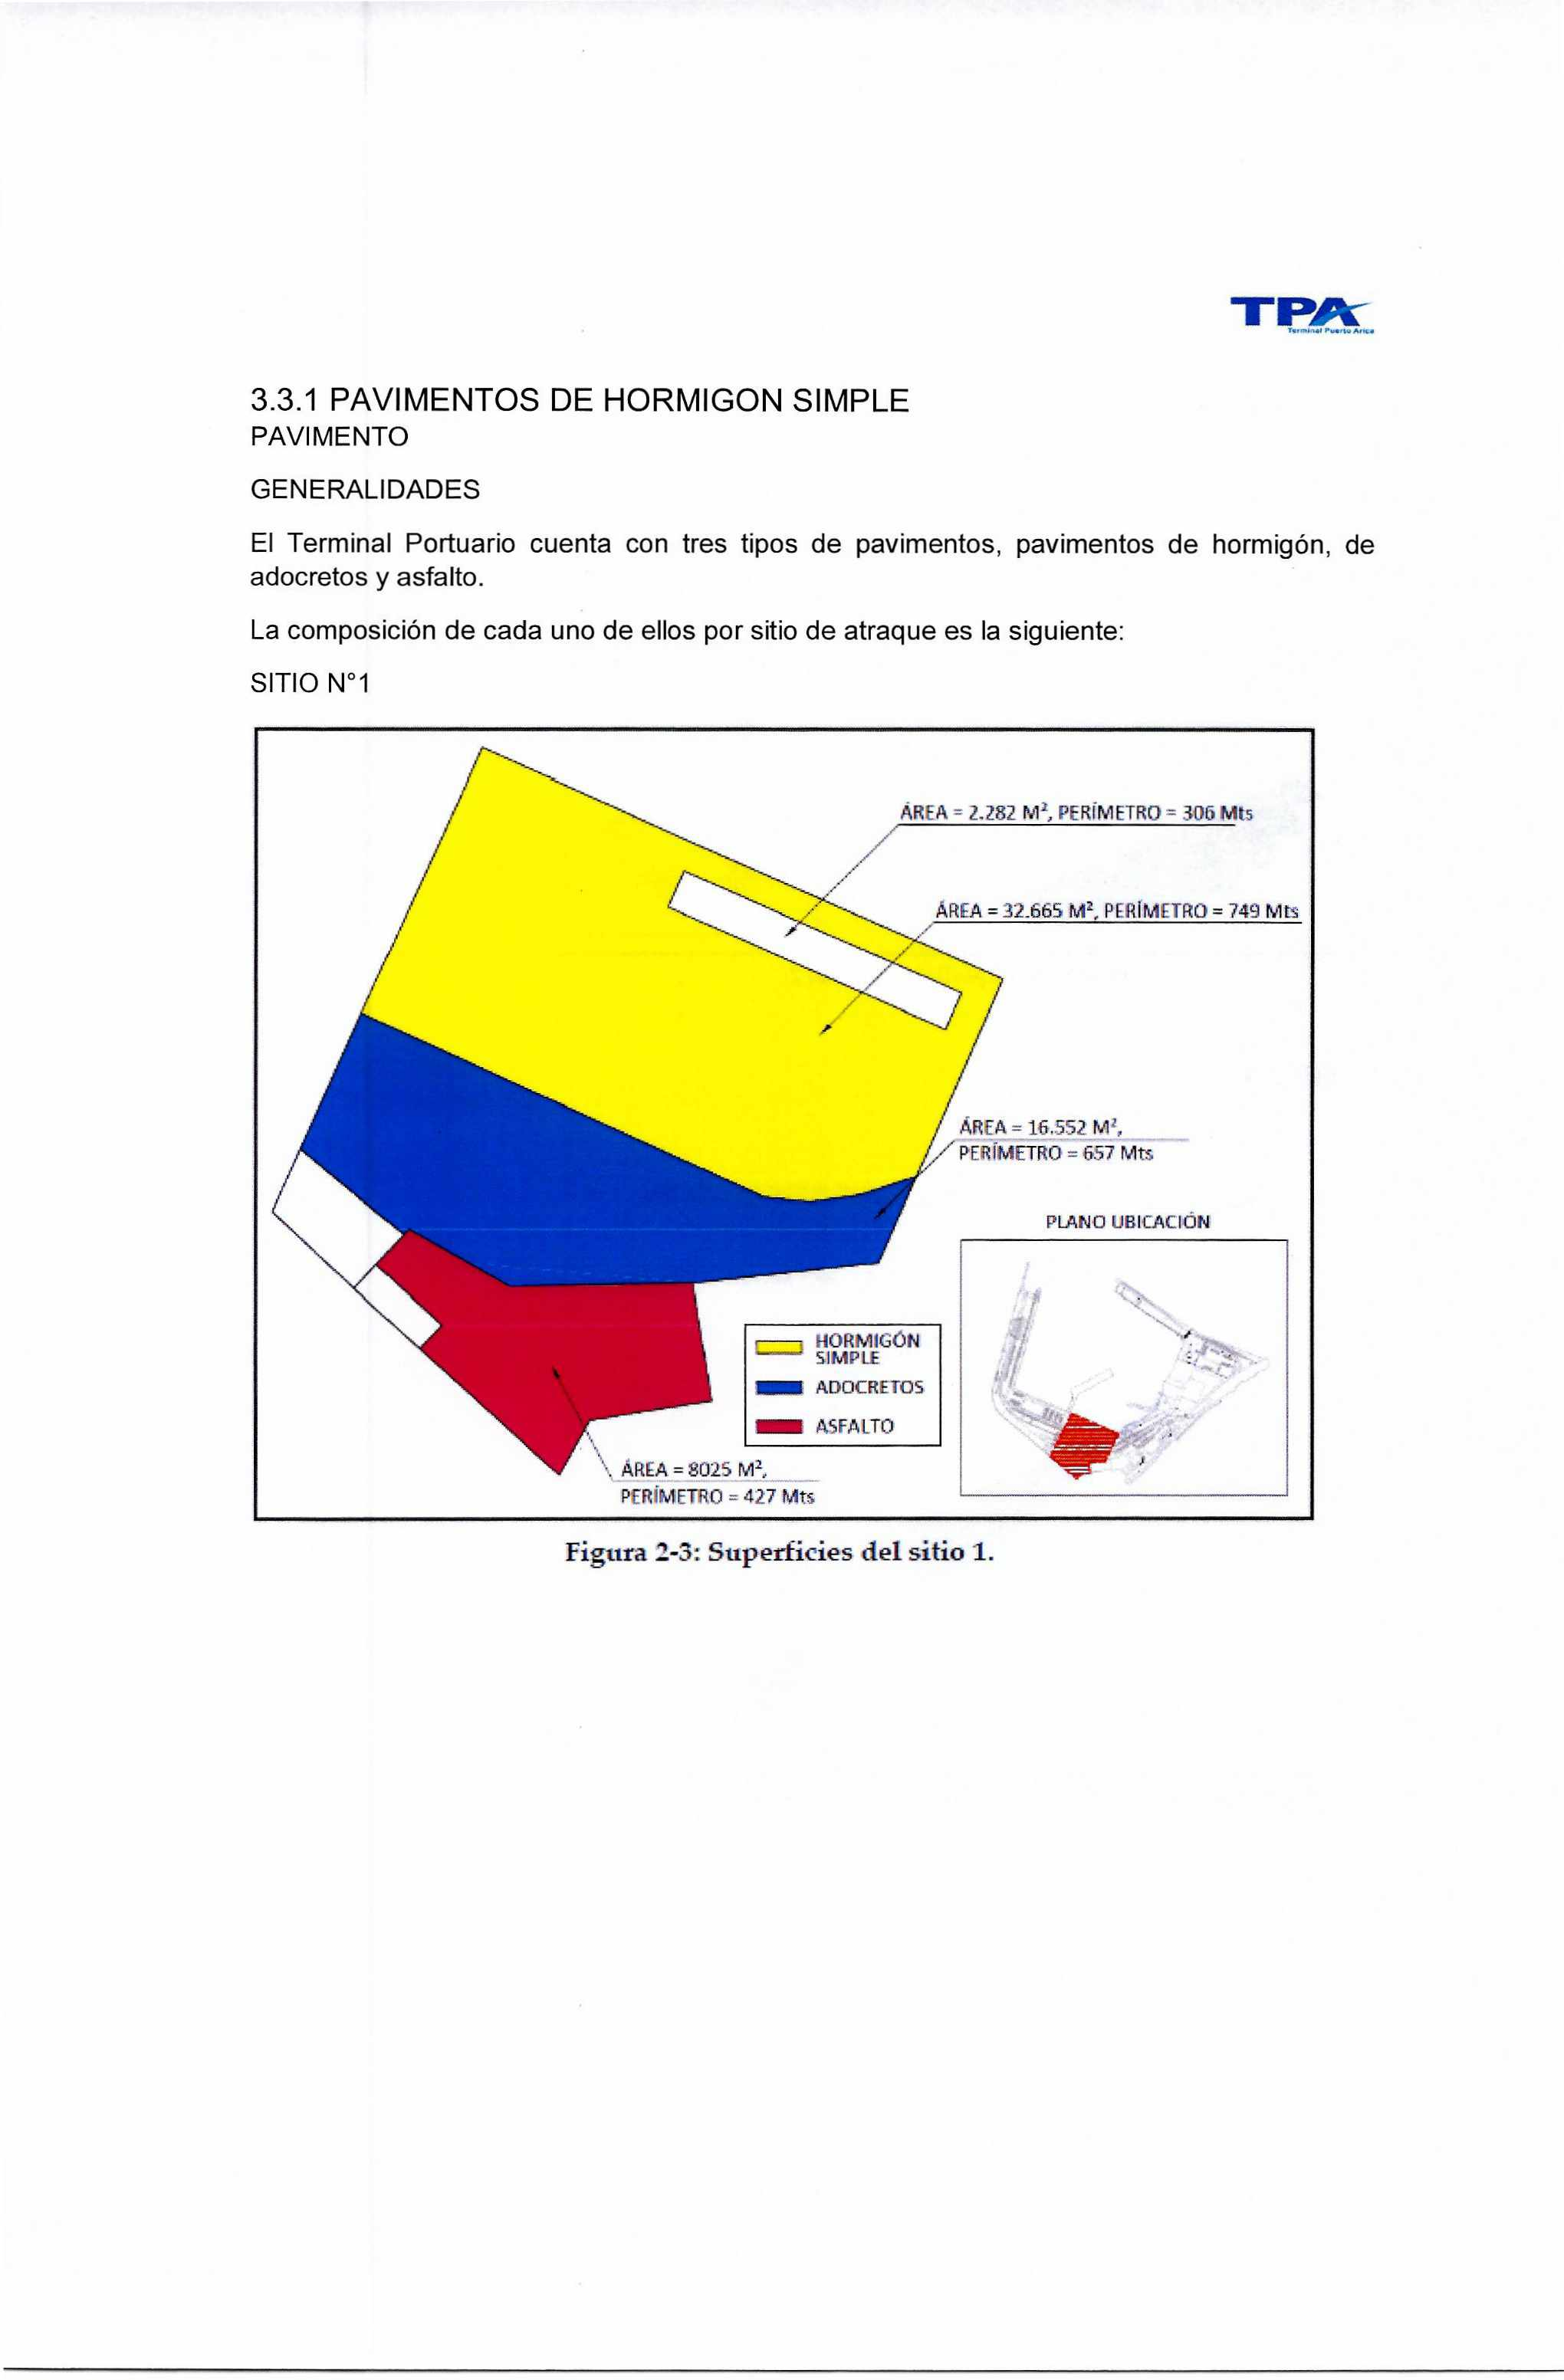 TPA
Terminal Puerto Arica
3.3.1 PAVIMENTOS DE HORMIGON SIMPLE
PAVIMENTO
GENERALIDADES
El Terminal Portuario cuenta con tres tipos de pavimentos, pavimentos de hormigón, de
adocretos y asfalto.
La composición de cada uno de ellos por sitio de atraque es la siguiente:
SITIO N°1
ÁREA = 2.282 M², PERÍMETRO = 306 Mts
ÁREA = 32.665 M², PERÍMETRO = 749 Mts
ÁREA = 16.552 M²,
PERÍMETRO = 657 Mts
PLANO UBICACIÓN
HORMIGÓN
SIMPLE
ADOCRETOS
ASFALTO
ÁREA = 8025 M²,
PERÍMETRO = 427 Mts
Figura 2-3: Superficies del sitio 1.